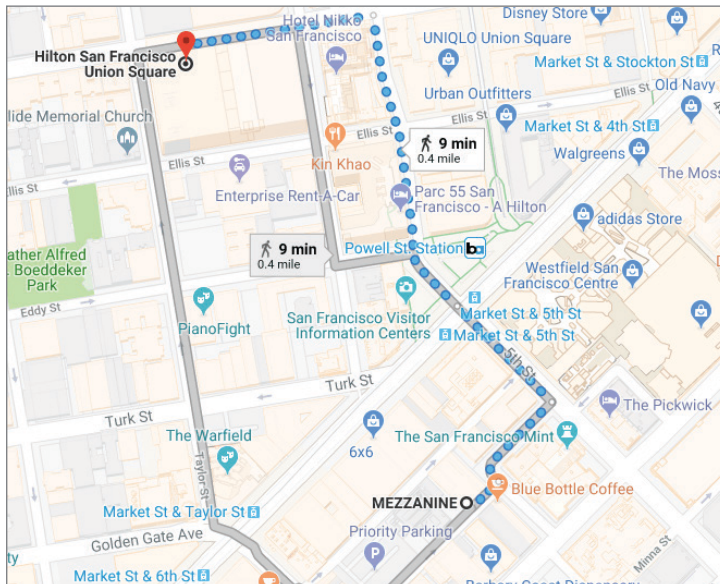 Disney Store
Hotel Nikko
San Francisco
UNIQLO Union Square
Hilton San Francisco
Union Square
Market St & Stockton St
Old Navy
Urban Outfitters
lide Memorial Church
Ellis St
Market St & 4th St
Walgreens
9 min
0.4 mile
Kin Khao
Ellis St
The Moss
Enterprise Rent-A-Car
Parc 55 San
Francisco - A Hilton
Ellis St
adidas Store
9 min
0.4 mile
Powell St. Station
ba
ather Alfred
Boeddeker
Park
Westfield San
Francisco Centre
Eddy St
PianoFight
San Francisco Visitor
Information Centers
Market St & 5th St
Market St & 5th St
5th St
Turk St
Turk St
The Pickwick
The Warfield
6x6
The San Francisco Mint
Taylor St
Blue Bottle Coffee
MEZZANINE
Market St & Taylor St
Golden Gate Ave
Priority Parking
ty
Minna St
Market St & 6th St